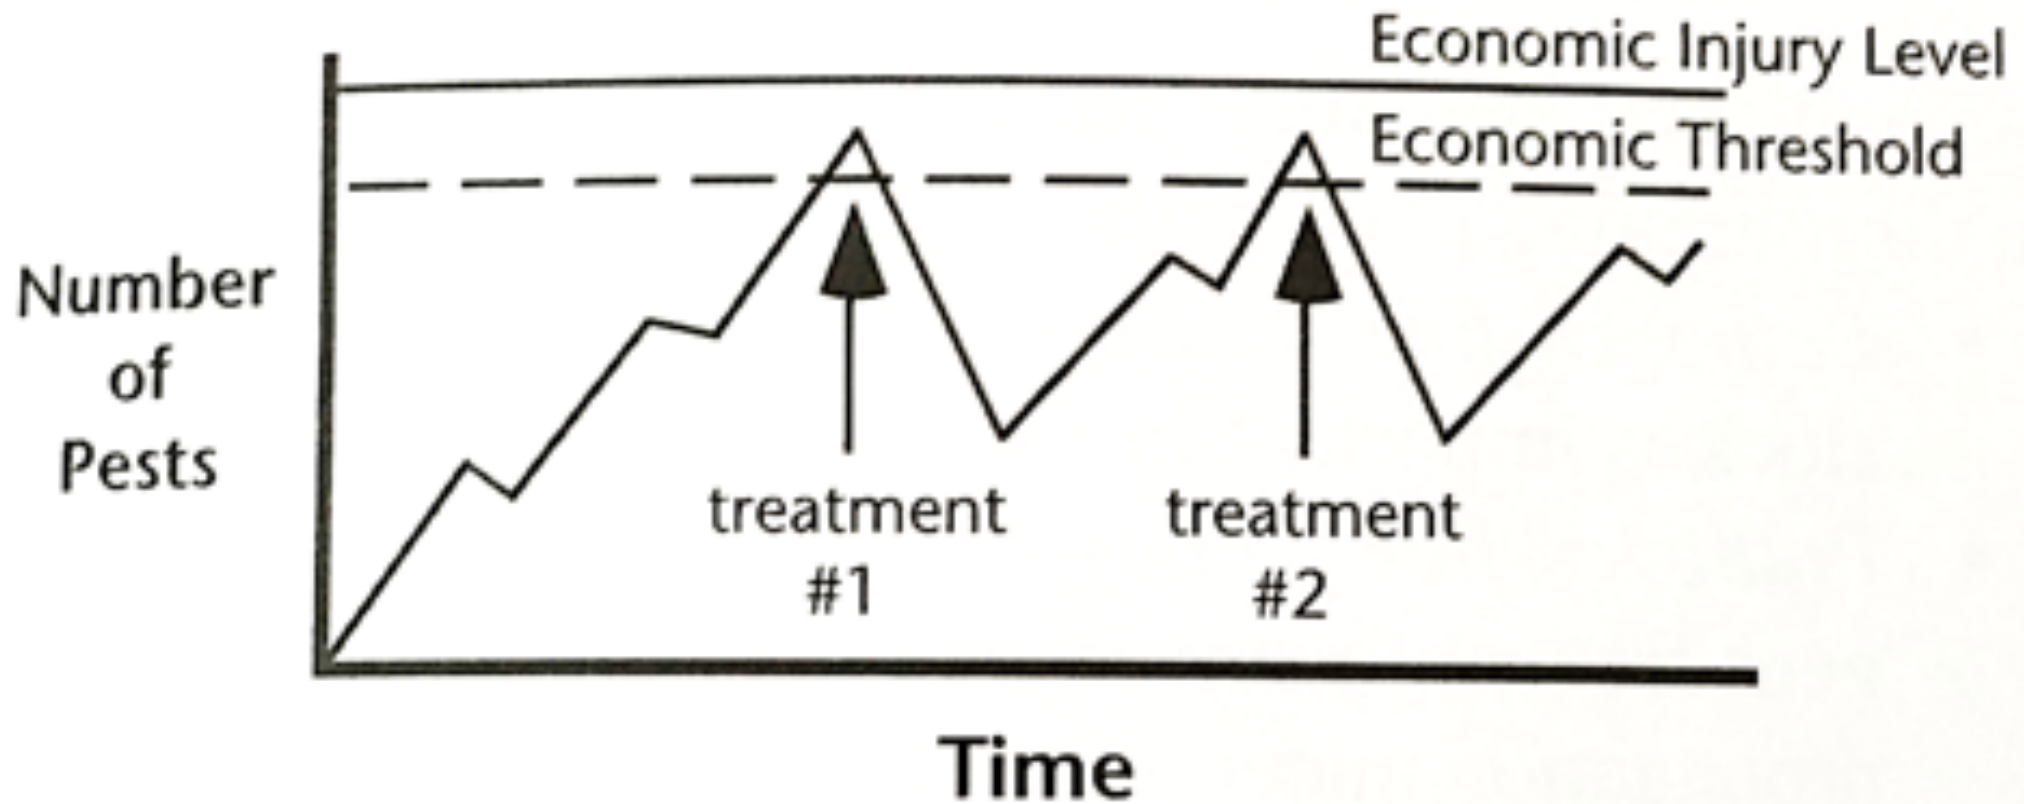 Economic Injury Level
Economic Threshold
Number
of
Pests
treatment
#1
treatment
#2
Time